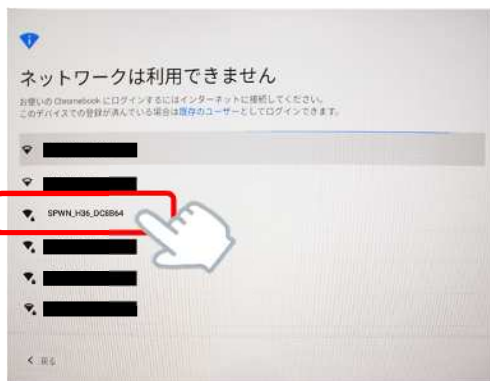 ネットワークは利用できません
お使いの Chromebook にログインするにはインターネットに接続してください。
このデバイスでの登録が済んでいる場合は既存のユーザーとしてログインできます。
SPWN_H36_DC8B64
戻る